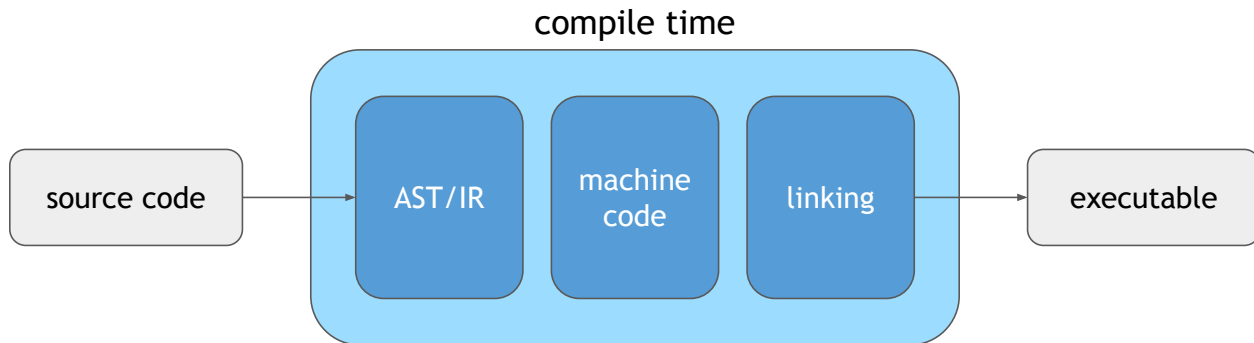 compile time
source code
AST/IR
machine
code
linking
executable